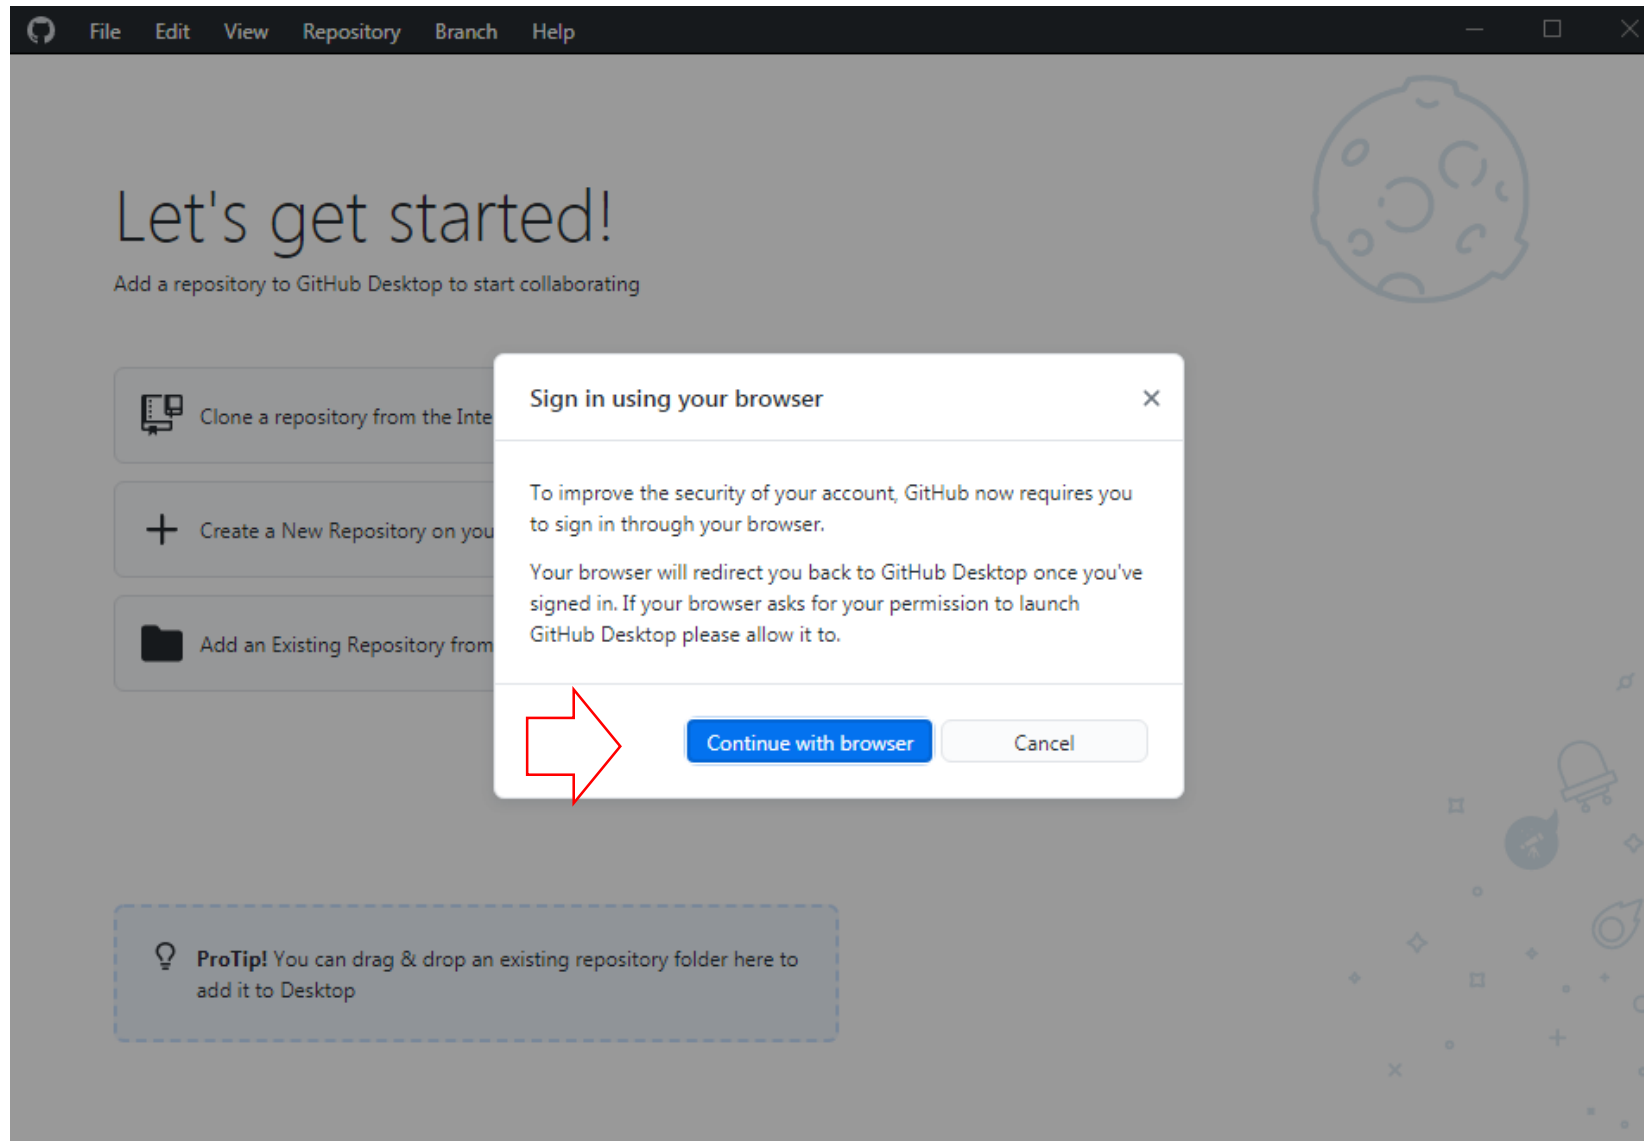 File Edit View Repository Branch Help
Let's get started!
Add a repository to GitHub Desktop to start collaborating
Clone a repository from the Inte
Create a New Repository on you
Add an Existing Repository from
Sign in using your browser
To improve the security of your account, GitHub now requires you
to sign in through your browser.
Your browser will redirect you back to GitHub Desktop once you've
signed in. If your browser asks for your permission to launch
GitHub Desktop please allow it to.
Continue with browser Cancel
ProTip! You can drag & drop an existing repository folder here to
add it to Desktop